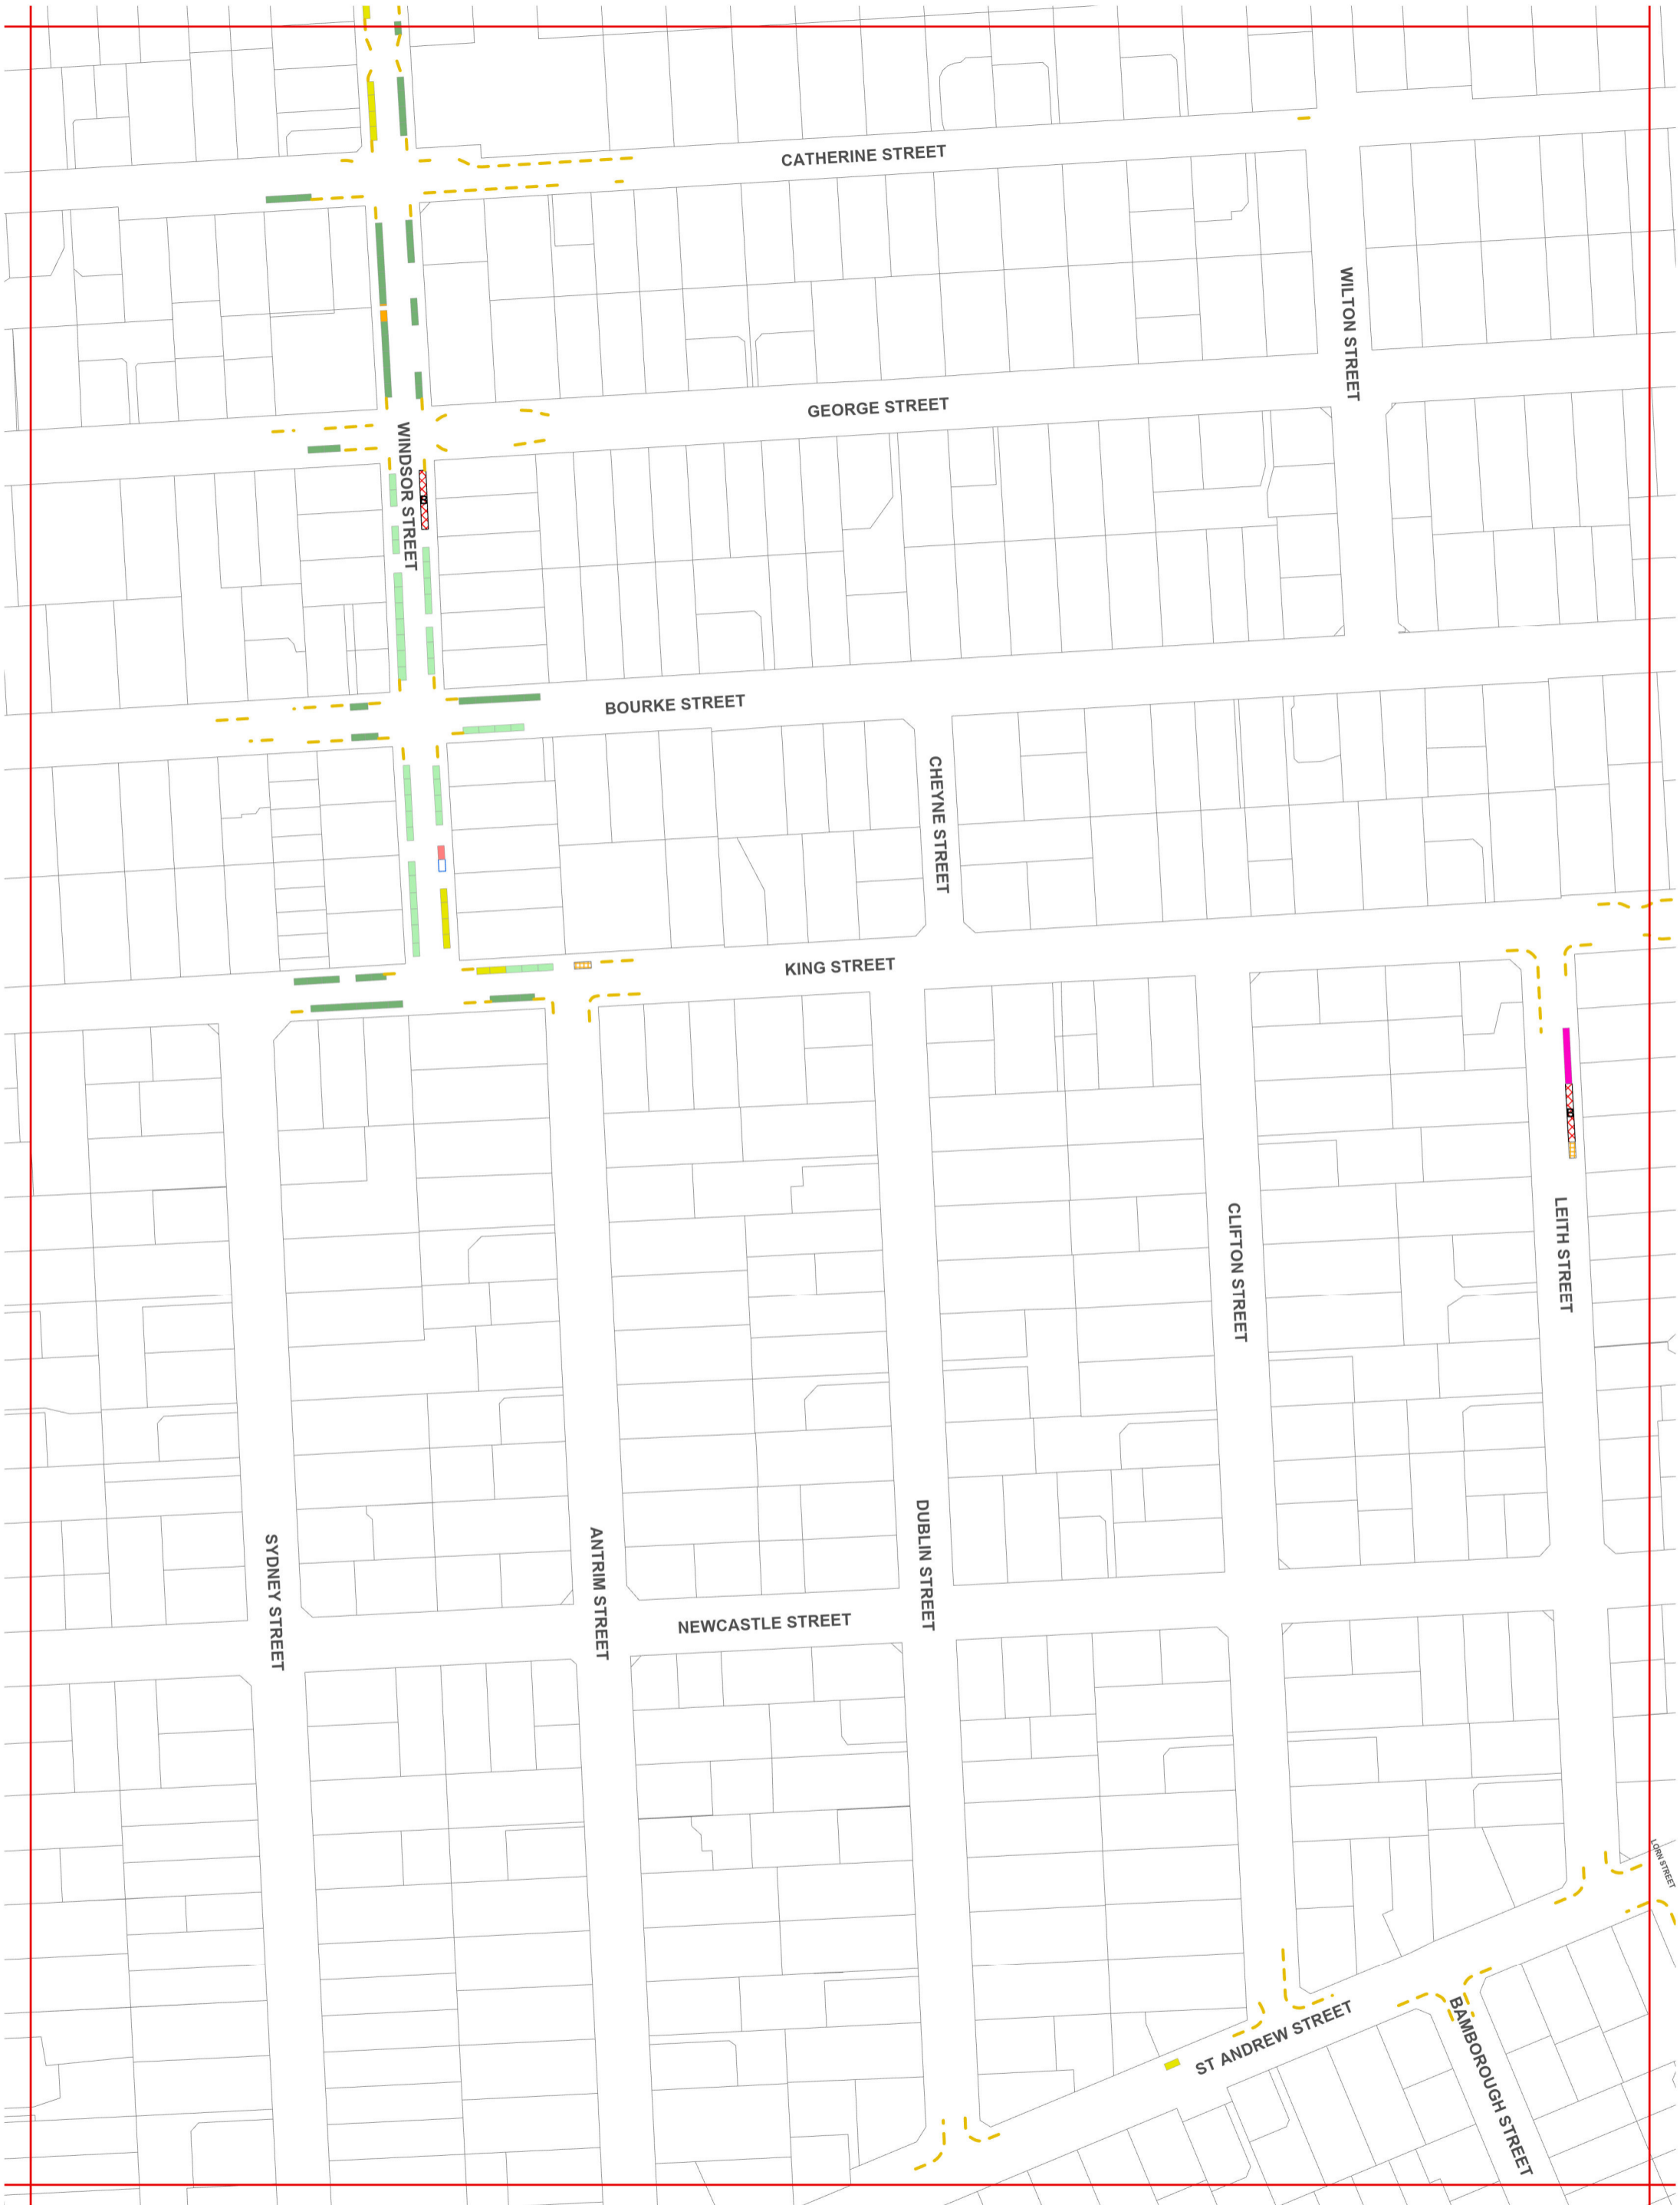 CATHERINE STREET
WILTON STREET
GEORGE STREET
WINDSOR STREET
B
BOURKE STREET
CHEYNE STREET
KING STREET
B
CLIFTON STREET
LEITH STREET
DUBLIN STREET
SYDNEY STREET
ANTRIM STREET
NEWCASTLE STREET
LORN STREET
ST ANDREW STREET
BAMBOROUGH STREET